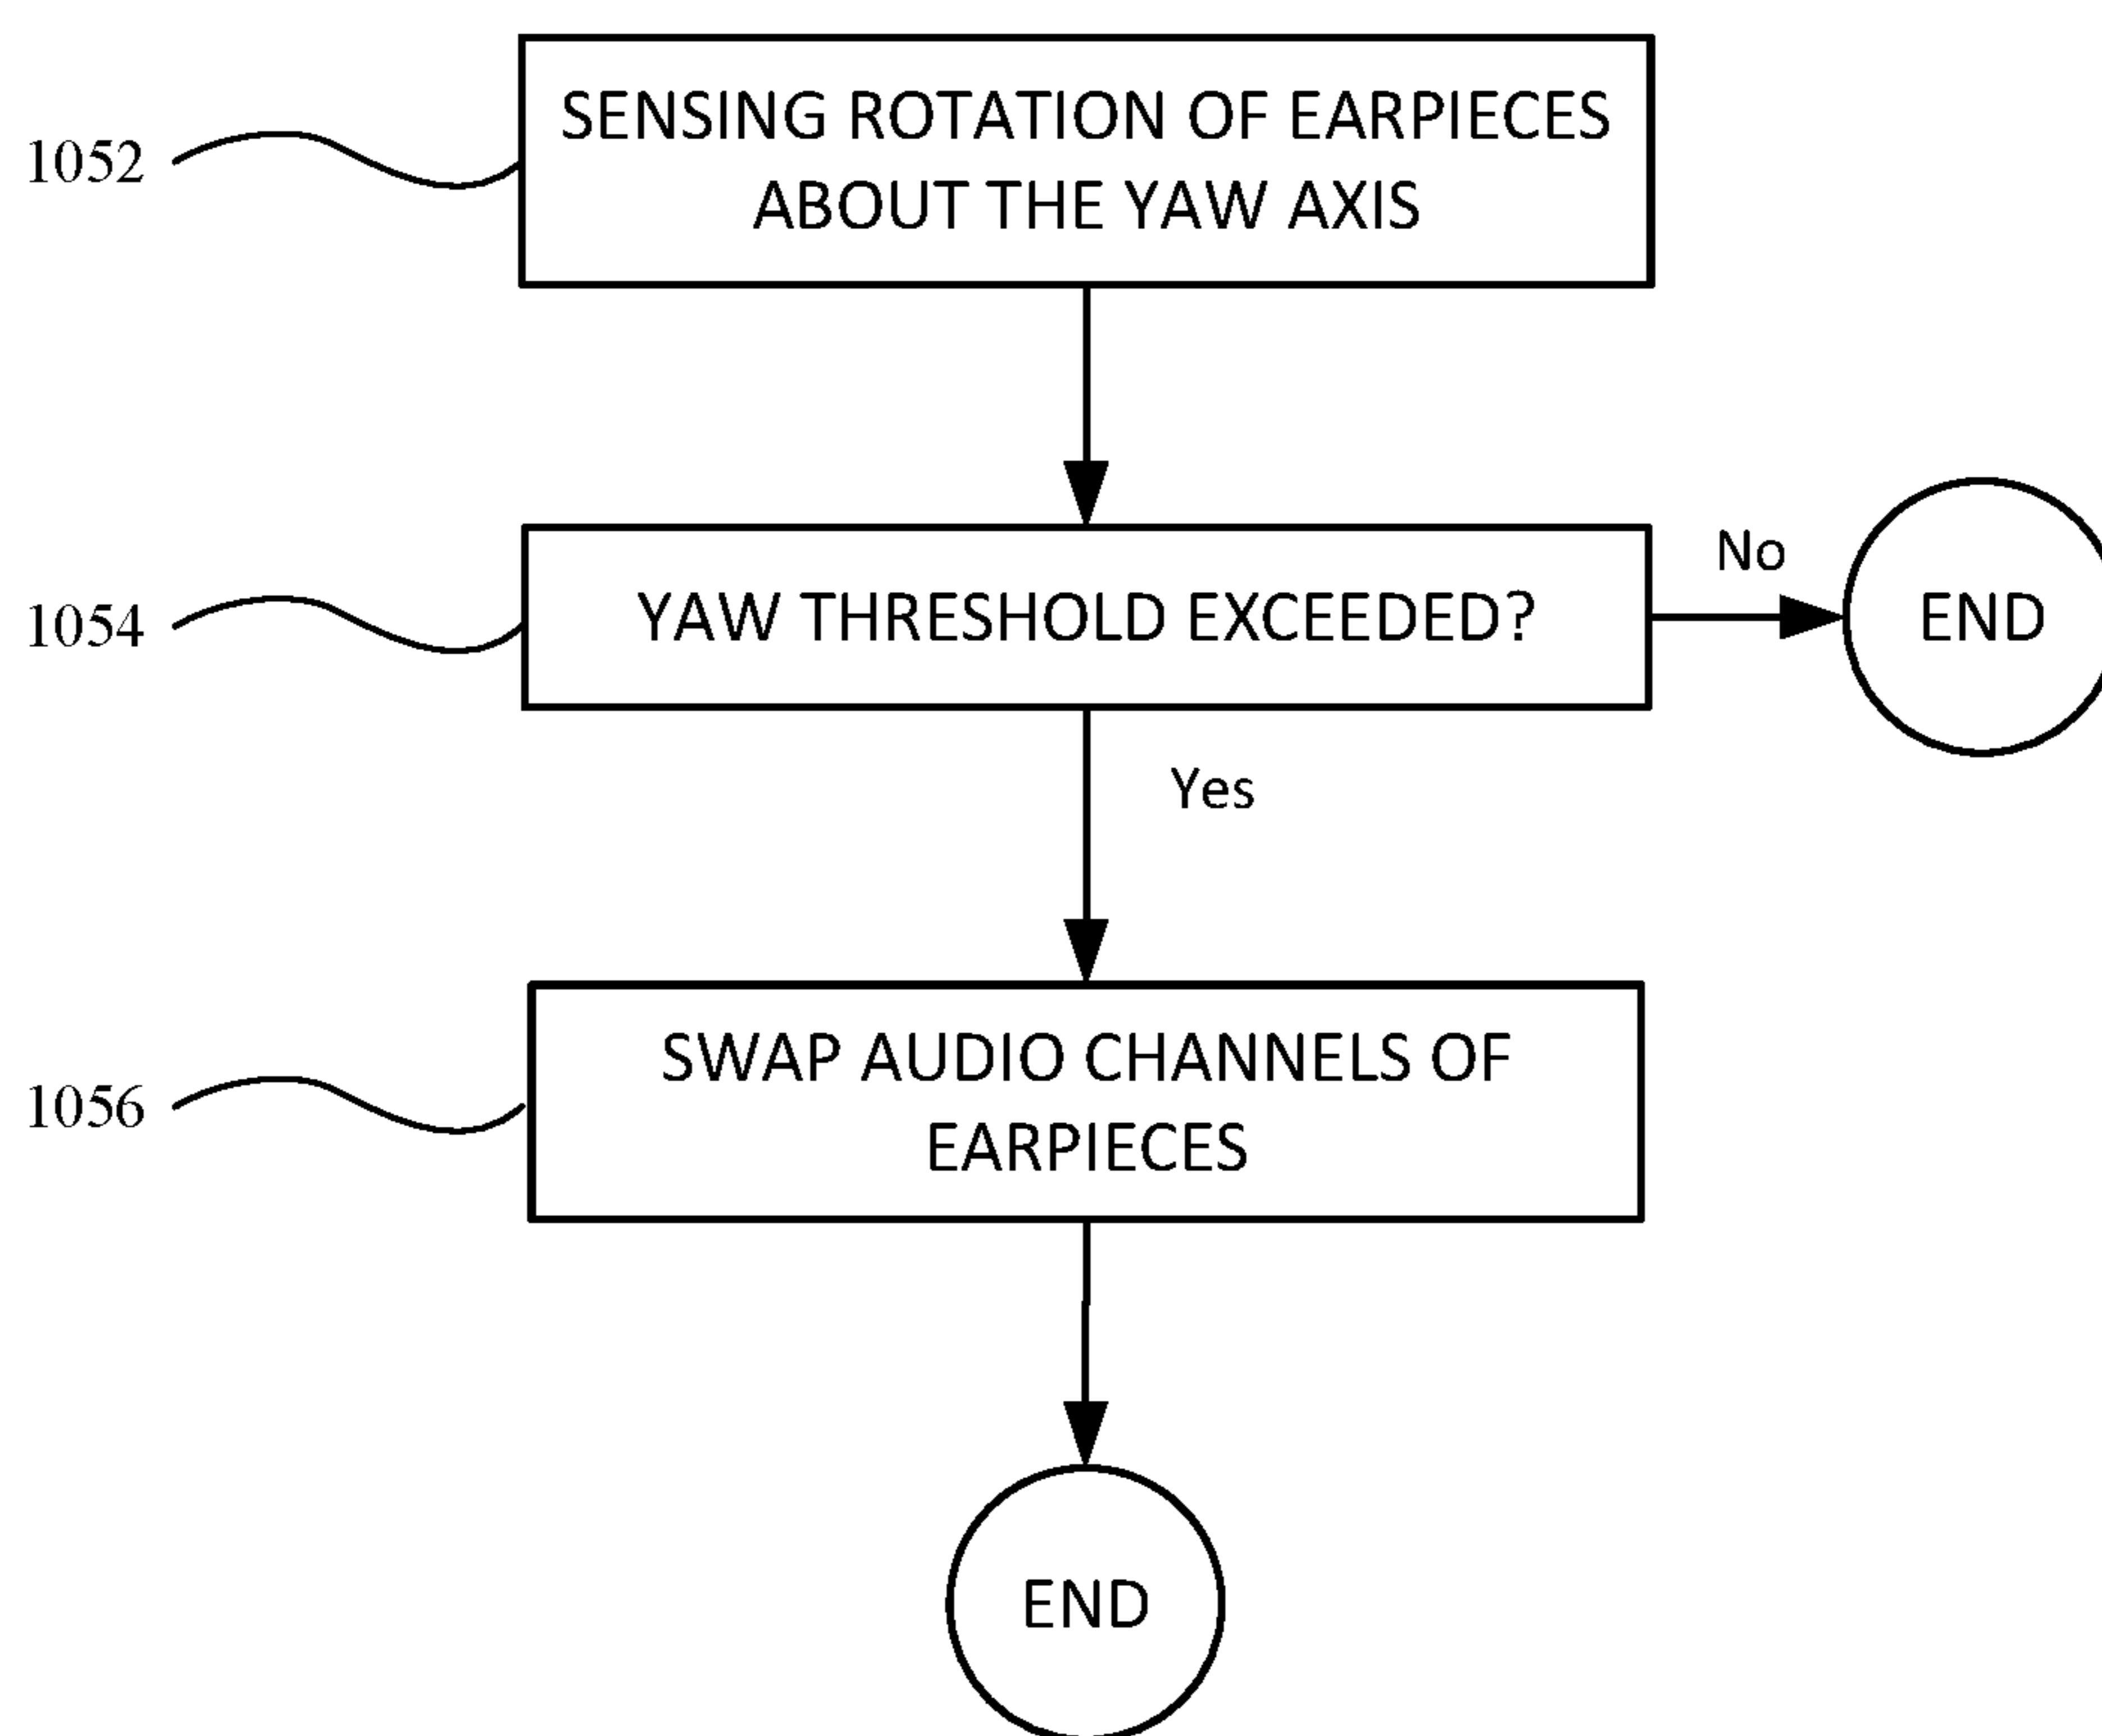 1052
SENSING ROTATION OF EARPIECES
ABOUT THE YAW AXIS
1054
YAW THRESHOLD EXCEEDED?
No
END
Yes
1056
SWAP AUDIO CHANNELS OF
EARPIECES
END